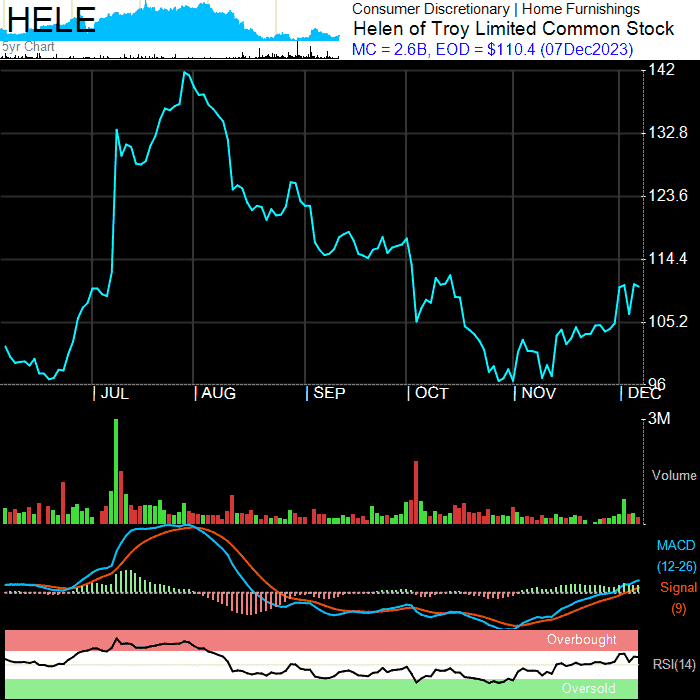 HELE
5yr Chart
Consumer Discretionary | Home Furnishings
Helen of Troy Limited Common Stock
MC = 2.6B, EOD = $110.4 (07Dec2023)
142
132.8
123.6
114.4
105.2
96
| JUL | AUG | SEP | OCT | NOV | DEC
3M
Volume
MACD
(12-26)
Signal
(9)
Overbought
RSI(14)
Oversold